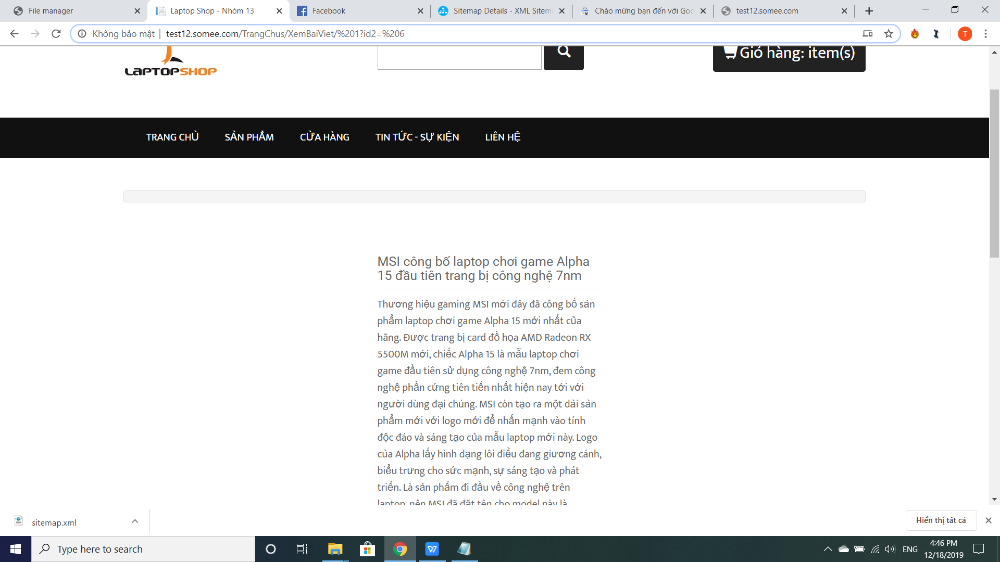 File manager
Laptop Shop - Nhóm 13
Facebook
Sitemap Details - XML Sitem
Chào mừng bạn đến với Goo
test12.somee.com
Không bảo mật
test12.somee.com/TrangChus/XemBaiViet/%201?id2=%206
T
LAPTOPSHOP
Giỏ hàng: item(s)
TRANG CHỦ
SẢN PHẨM
CỬA HÀNG
TIN TỨC - SỰ KIỆN
LIÊN HỆ
MSI công bố laptop chơi game Alpha
15 đầu tiên trang bị công nghệ 7nm
Thương hiệu gaming MSI mới đây đã công bố sản
phẩm laptop chơi game Alpha 15 mới nhất của
hãng. Được trang bị card đồ họa AMD Radeon RX
5500M mới, chiếc Alpha 15 là mẫu laptop chơi
game đầu tiên sử dụng công nghệ 7nm, đem công
nghệ phần cứng tiên tiến nhất hiện nay tới với
người dùng đại chúng. MSI còn tạo ra một dải sản
phẩm mới với logo mới để nhấn mạnh vào tính
độc đáo và sáng tạo của mẫu laptop mới này. Logo
của Alpha lấy hình dạng lôi điểu đang giương cánh,
biểu trưng cho sức mạnh, sự sáng tạo và phát
triển. Là sản phẩm đi đầu về công nghệ trên
laptop, nên MSI đã đặt tên cho model này là
sitemap.xml
Hiển thị tất cả
Type here to search
ENG
4:46 PM
12/18/2019